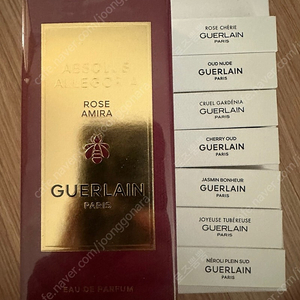 ABSOLUS
ALLEGORIA
ROSE
AMIRA
GUERLAIN
PARIS
EAU DE PARFUM
ROSE CHÉRIE
GUERLAIN
PARIS
OUD NUDE
GUERLAIN
PARIS
CRUEL GARDÉNIA
GUERLAIN
PARIS
CHERRY OUD
GUERLAIN
PARIS
JASMIN BONHEUR
GUERLAIN
PARIS
JOYEUSE TUBÉREUSE
GUERLAIN
PARIS
NÉROLI PLEIN SUD
GUERLAIN
PARIS